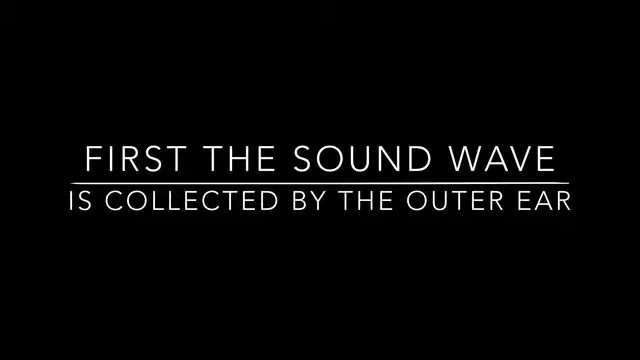 FIRST THE SOUND WAVE
IS COLLECTED BY THE OUTER EAR